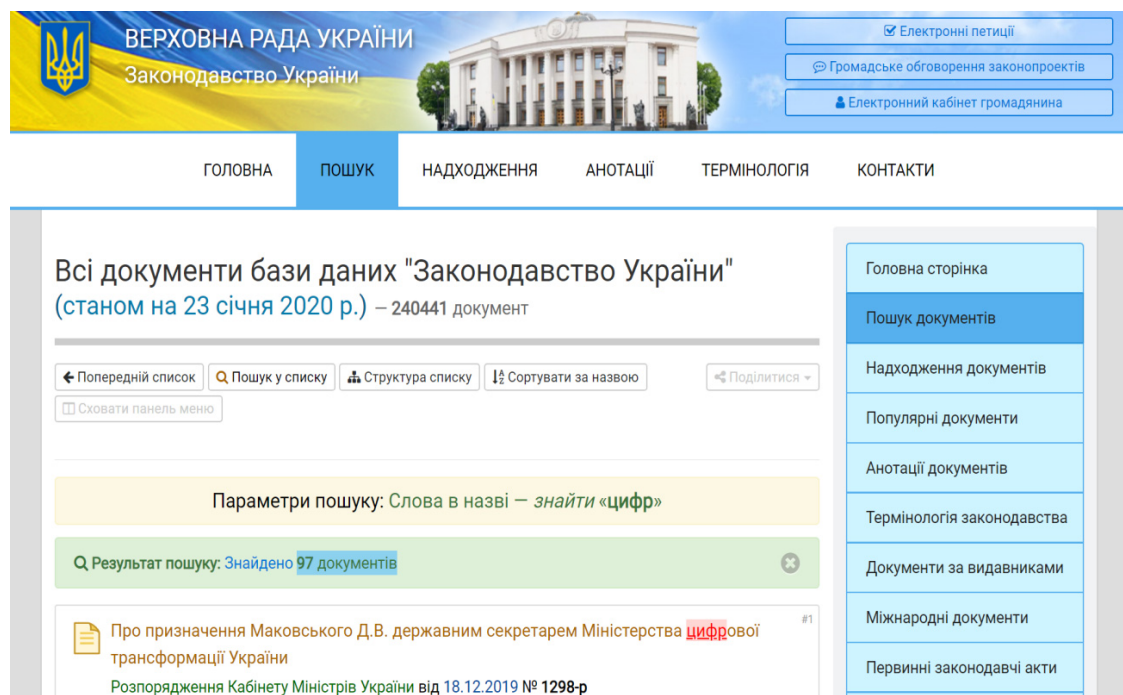 ВЕРХОВНА РАДА УКРАЇНИ
Законодавство України
Електронні петиції
Громадське обговорення законопроектів
Електронний кабінет громадянина
ГОЛОВНА ПОШУК НАДХОДЖЕННЯ АНОТАЦІЇ ТЕРМІНОЛОГІЯ КОНТАКТИ
Всі документи бази даних "Законодавство України"
(станом на 23 січня 2020 р.) – 240441 документ
Попередній список Пошук у списку Структура списку Сортувати за назвою Поділитися
Сховати панель меню
Параметри пошуку: Слова в назві — знайти «цифр»
Результат пошуку: Знайдено 97 документів
#1
Про призначення Маковського Д.В. державним секретарем Міністерства цифрової
трансформації України
Розпорядження Кабінету Міністрів України від 18.12.2019 № 1298-р
Головна сторінка
Пошук документів
Надходження документів
Популярні документи
Анотації документів
Термінологія законодавства
Документи за видавниками
Міжнародні документи
Первинні законодавчі акти